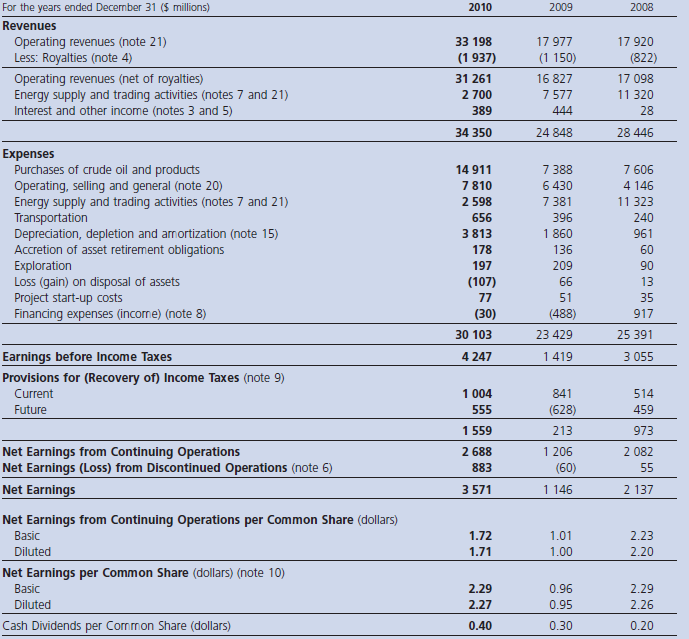 For the years ended December 31 ($ millions) 2010 2009 2008
Revenues
Operating revenues (note 21) 33 198 17 977 17 920
Less: Royalties (note 4) (1 937) (1 150) (822)
Operating revenues (net of royalties) 31 261 16 827 17 098
Energy supply and trading activities (notes 7 and 21) 2 700 7 577 11 320
Interest and other income (notes 3 and 5) 389 444 28
34 350 24 848 28 446
Expenses
Purchases of crude oil and products 14 911 7 388 7 606
Operating, selling and general (note 20) 7 810 6 430 4 146
Energy supply and trading activities (notes 7 and 21) 2 598 7 381 11 323
Transportation 656 396 240
Depreciation, depletion and amortization (note 15) 3 813 1 860 961
Accretion of asset retirement obligations 178 136 60
Exploration 197 209 90
Loss (gain) on disposal of assets (107) 66 13
Project start-up costs 77 51 35
Financing expenses (income) (note 8) (30) (488) 917
30 103 23 429 25 391
Earnings before Income Taxes 4 247 1 419 3 055
Provisions for (Recovery of) Income Taxes (note 9)
Current 1 004 841 514
Future 555 (628) 459
1 559 213 973
Net Earnings from Continuing Operations 2 688 1 206 2 082
Net Earnings (Loss) from Discontinued Operations (note 6) 883 (60) 55
Net Earnings 3 571 1 146 2 137
Net Earnings from Continuing Operations per Common Share (dollars)
Basic 1.72 1.01 2.23
Diluted 1.71 1.00 2.20
Net Earnings per Common Share (dollars) (note 10)
Basic 2.29 0.96 2.29
Diluted 2.27 0.95 2.26
Cash Dividends per Common Share (dollars) 0.40 0.30 0.20